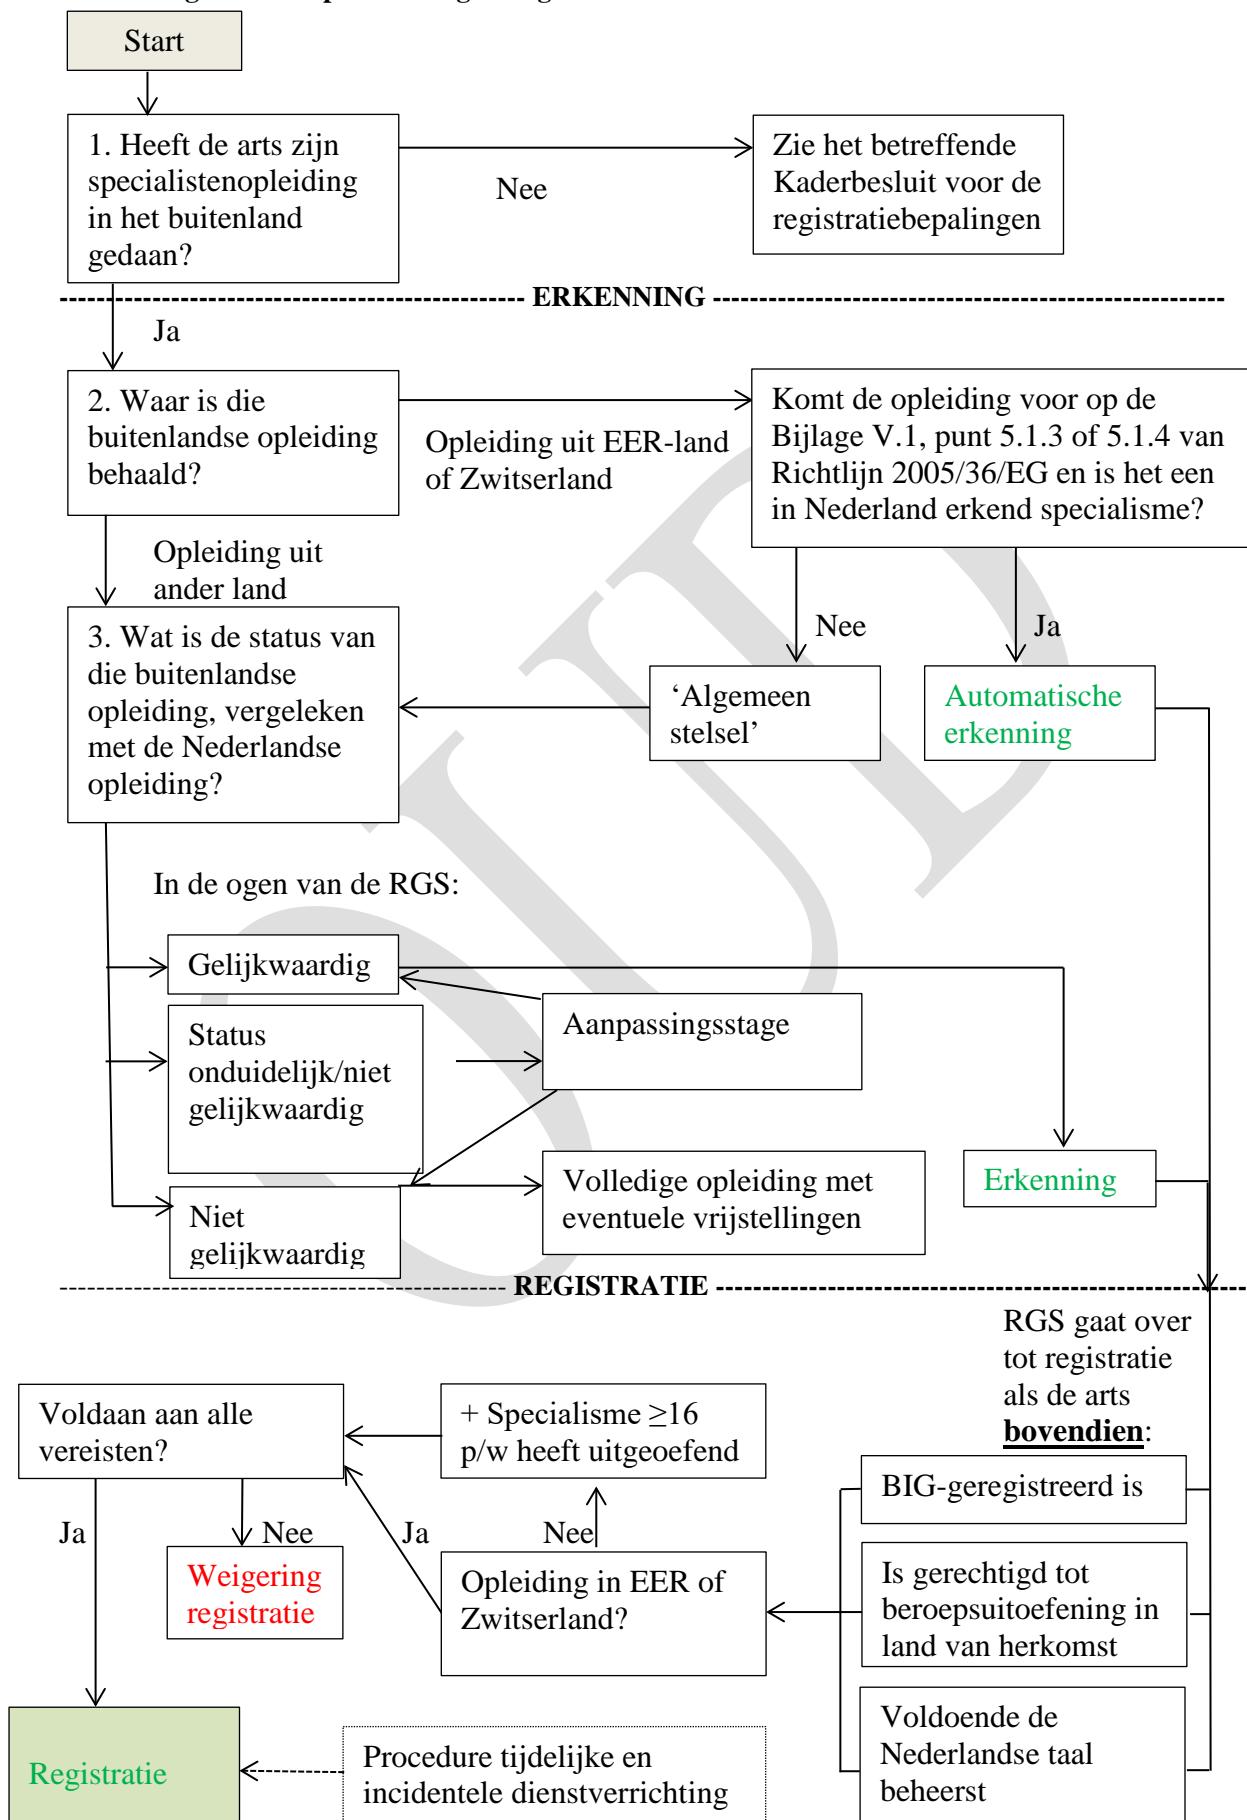 Start
1. Heeft de arts zijn
specialistenopleiding
in het buitenland
gedaan?
Nee
Zie het betreffende
Kaderbesluit voor de
registratiebepalingen
ERKENNING
Ja
2. Waar is die
buitenlandse opleiding
behaald?
Opleiding uit EER-land
of Zwitserland
Komt de opleiding voor op de
Bijlage V.1, punt 5.1.3 of 5.1.4 van
Richtlijn 2005/36/EG en is het een
in Nederland erkend specialisme?
Opleiding uit
ander land
Nee
Ja
3. Wat is de status van
die buitenlandse
opleiding, vergeleken
met de Nederlandse
opleiding?
‘Algemeen
stelsel’
Automatische
erkenning
OUD
In de ogen van de RGS:
Gelijkwaardig
Status
onduidelijk/niet
gelijkwaardig
Aanpassingsstage
Niet
gelijkwaardig
Volledige opleiding met
eventuele vrijstellingen
Erkenning
REGISTRATIE
RGS gaat over
tot registratie
als de arts
bovendien:
Voldaan aan alle
vereisten?
+ Specialisme ≥16
p/w heeft uitgeoefend
BIG-geregistreerd is
Ja
Nee
Ja
Nee
Weigering
registratie
Opleiding in EER of
Zwitserland?
Is gerechtigd tot
beroepsuitoefening in
land van herkomst
Voldoende de
Nederlandse taal
beheerst
Registratie
Procedure tijdelijke en
incidentele dienstverrichting